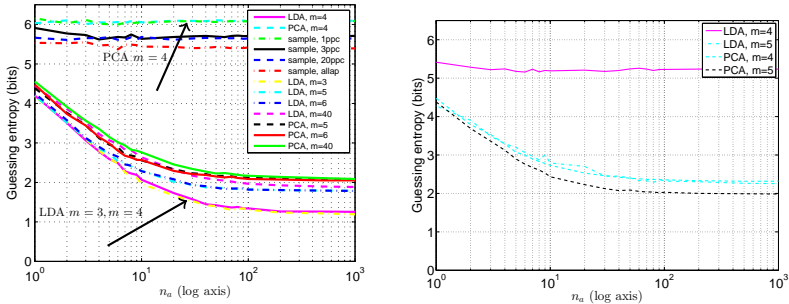 Guessing entropy (bits)
6
5
4
3
2
1
0
10^0
10^1
10^2
10^3
n_a (log axis)
PCA m = 4
LDA m = 3, m = 4
LDA, m=4
PCA, m=4
sample, 1ppc
sample, 3ppc
sample, 20ppc
sample, allap
LDA, m=3
LDA, m=5
LDA, m=6
LDA, m=40
PCA, m=5
PCA, m=6
PCA, m=40
Guessing entropy (bits)
6
5
4
3
2
1
0
10^0
10^1
10^2
10^3
n_a (log axis)
LDA, m=4
LDA, m=5
PCA, m=4
PCA, m=5